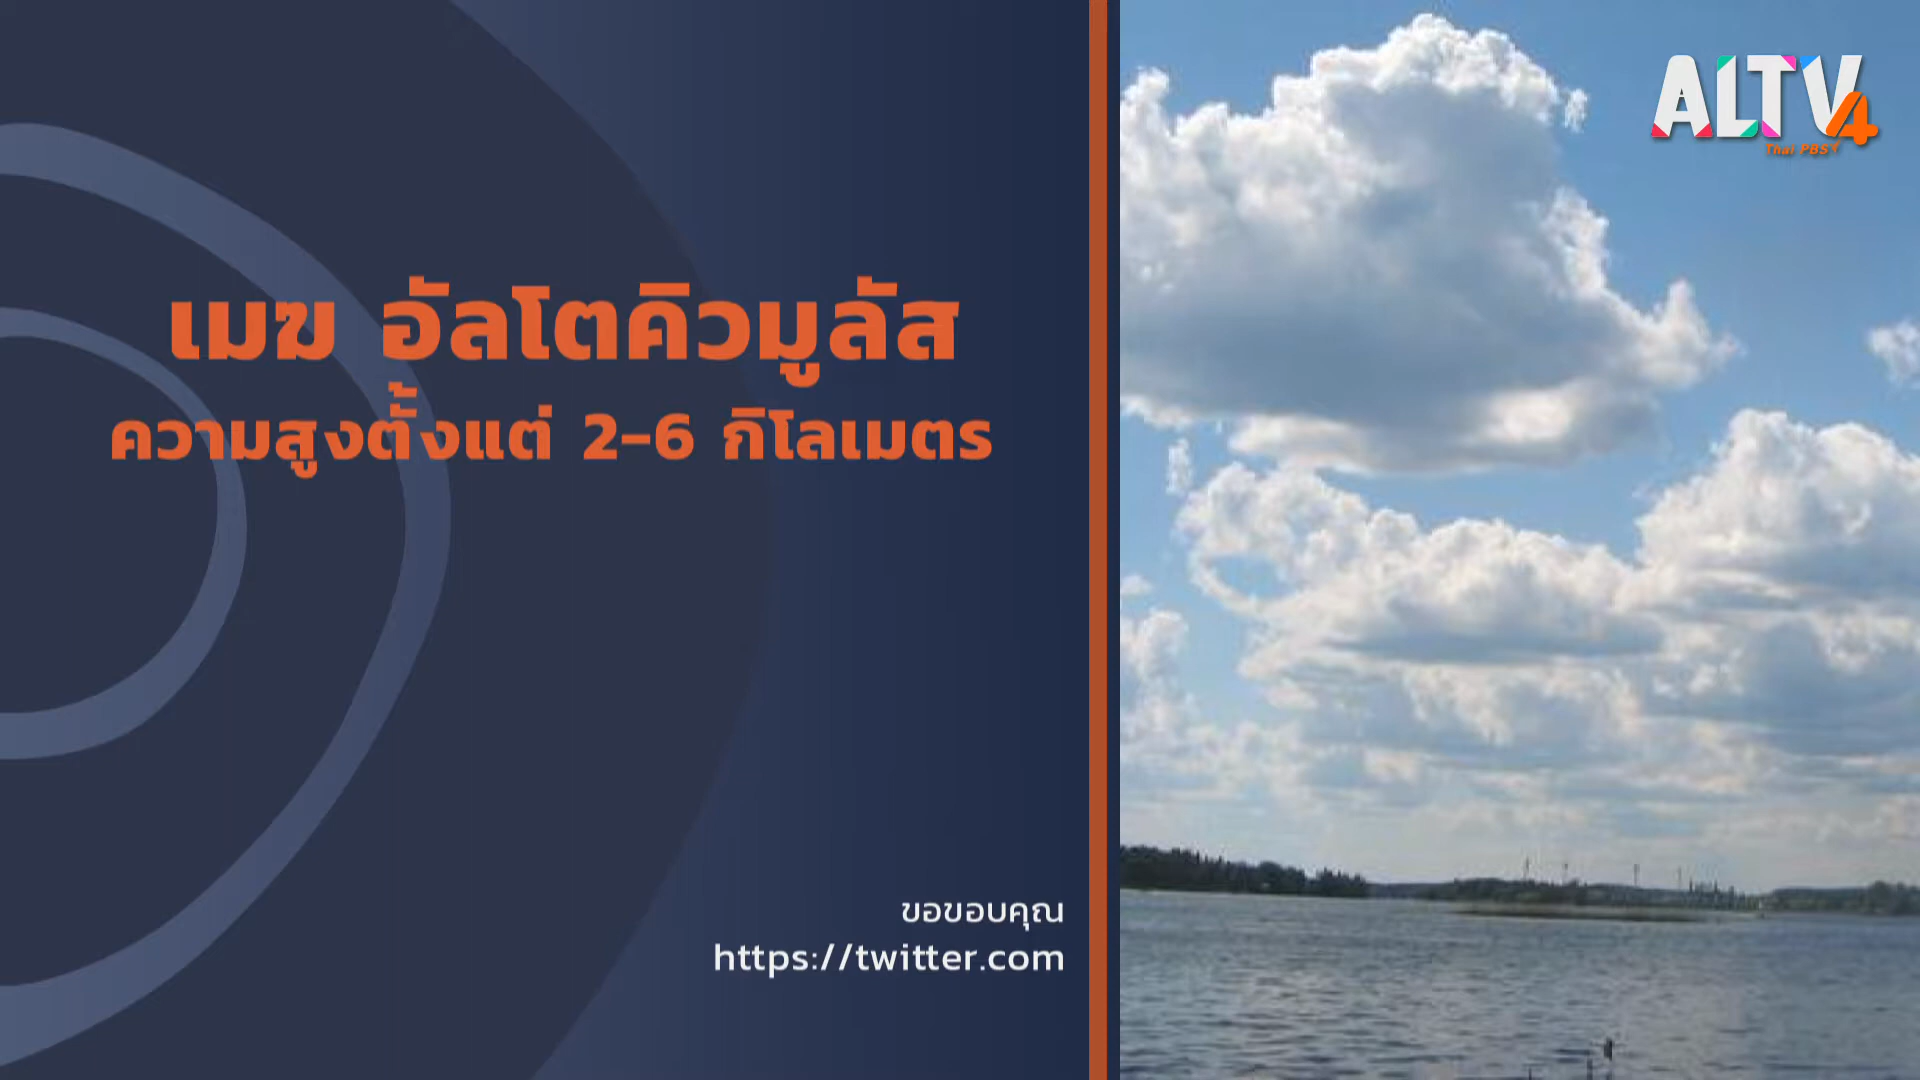 เมฆ อัลโตคิวมูลัส
ความสูงตั้งแต่ 2-6 กิโลเมตร
ขอขอบคุณ
https://twitter.com
ALTV4
Thai PBS